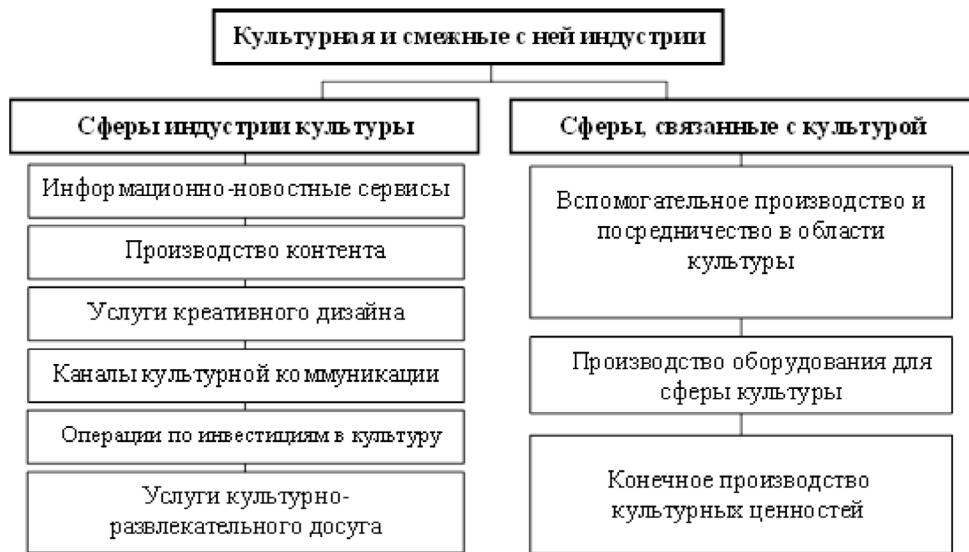 Культурная и смежные с ней индустрии
Сферы индустрии культуры
Информационно-новостные сервисы
Производство контента
Услуги креативного дизайна
Каналы культурной коммуникации
Операции по инвестициям в культуру
Услуги культурно-
развлекательного досуга
Сферы, связанные с культурой
Вспомогательное производство и
посредничество в области
культуры
Производство оборудования для
сферы культуры
Конечное производство
культурных ценностей